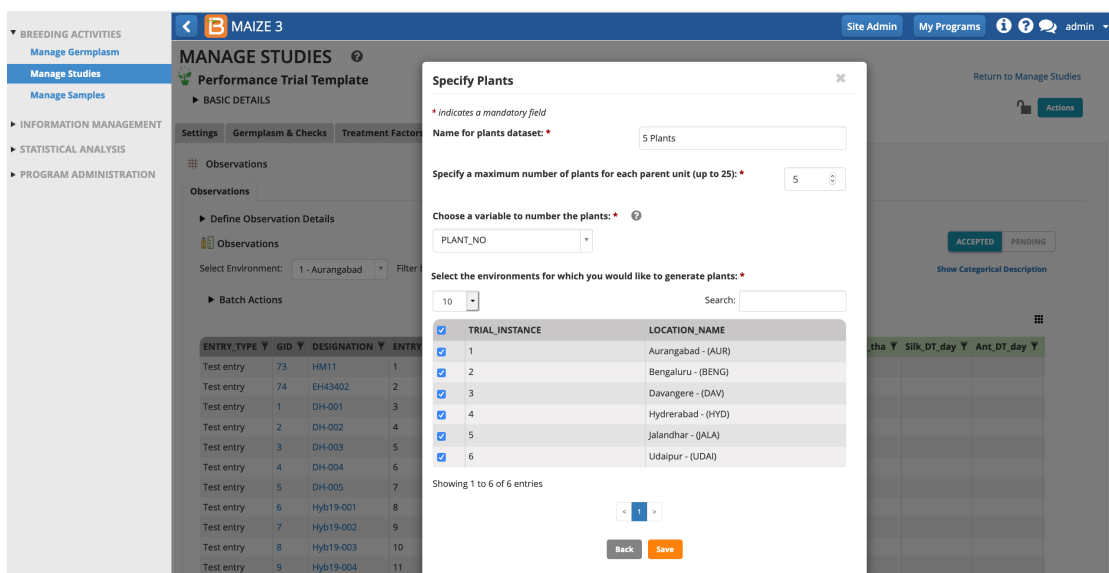 BREEDING ACTIVITIES
Manage Germplasm
Manage Studies
Manage Samples
INFORMATION MANAGEMENT
STATISTICAL ANALYSIS
PROGRAM ADMINISTRATION
MAIZE 3
Site Admin
My Programs
admin
MANAGE STUDIES
Performance Trial Template
Return to Manage Studies
BASIC DETAILS
Actions
Settings
Germplasm & Checks
Treatment Factors
Observations
Observations
Define Observation Details
Observations
ACCEPTED
PENDING
Select Environment:
1 - Aurangabad
Filter
Show Categorical Description
Batch Actions
ENTRY_TYPE GID DESIGNATION ENTRY _tha Silk_DT_day Ant_DT_day
Test entry 73 HM11 1
Test entry 74 EH43402 2
Test entry 1 DH-001 3
Test entry 2 DH-002 4
Test entry 3 DH-003 5
Test entry 4 DH-004 6
Test entry 5 DH-005 7
Test entry 6 Hyb19-001 8
Test entry 7 Hyb19-002 9
Test entry 8 Hyb19-003 10
Test entry 9 Hyb19-004 11
Specify Plants
* indicates a mandatory field
Name for plants dataset: *
5 Plants
Specify a maximum number of plants for each parent unit (up to 25): *
5
Choose a variable to number the plants: *
PLANT_NO
Select the environments for which you would like to generate plants: *
10
Search:
TRIAL_INSTANCE LOCATION_NAME
1 Aurangabad - (AUR)
2 Bengaluru - (BENG)
3 Davangere - (DAV)
4 Hydrerabad - (HYD)
5 Jalandhar - (JALA)
6 Udaipur - (UDAI)
Showing 1 to 6 of 6 entries
< 1 >
Back
Save